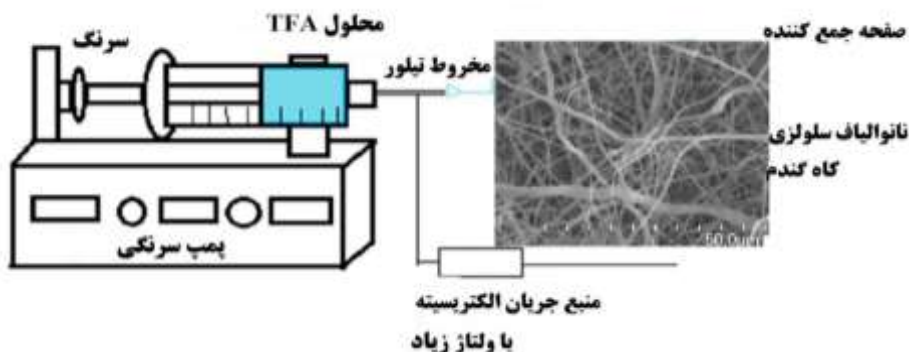 سرنگ
محلول TFA
صفحه جمع کننده
مخروط تیلور
نانوالیاف سلولزی
کاه گندم
پمپ سرنگی
منبع جریان الکتریسیته
با ولتاژ زیاد